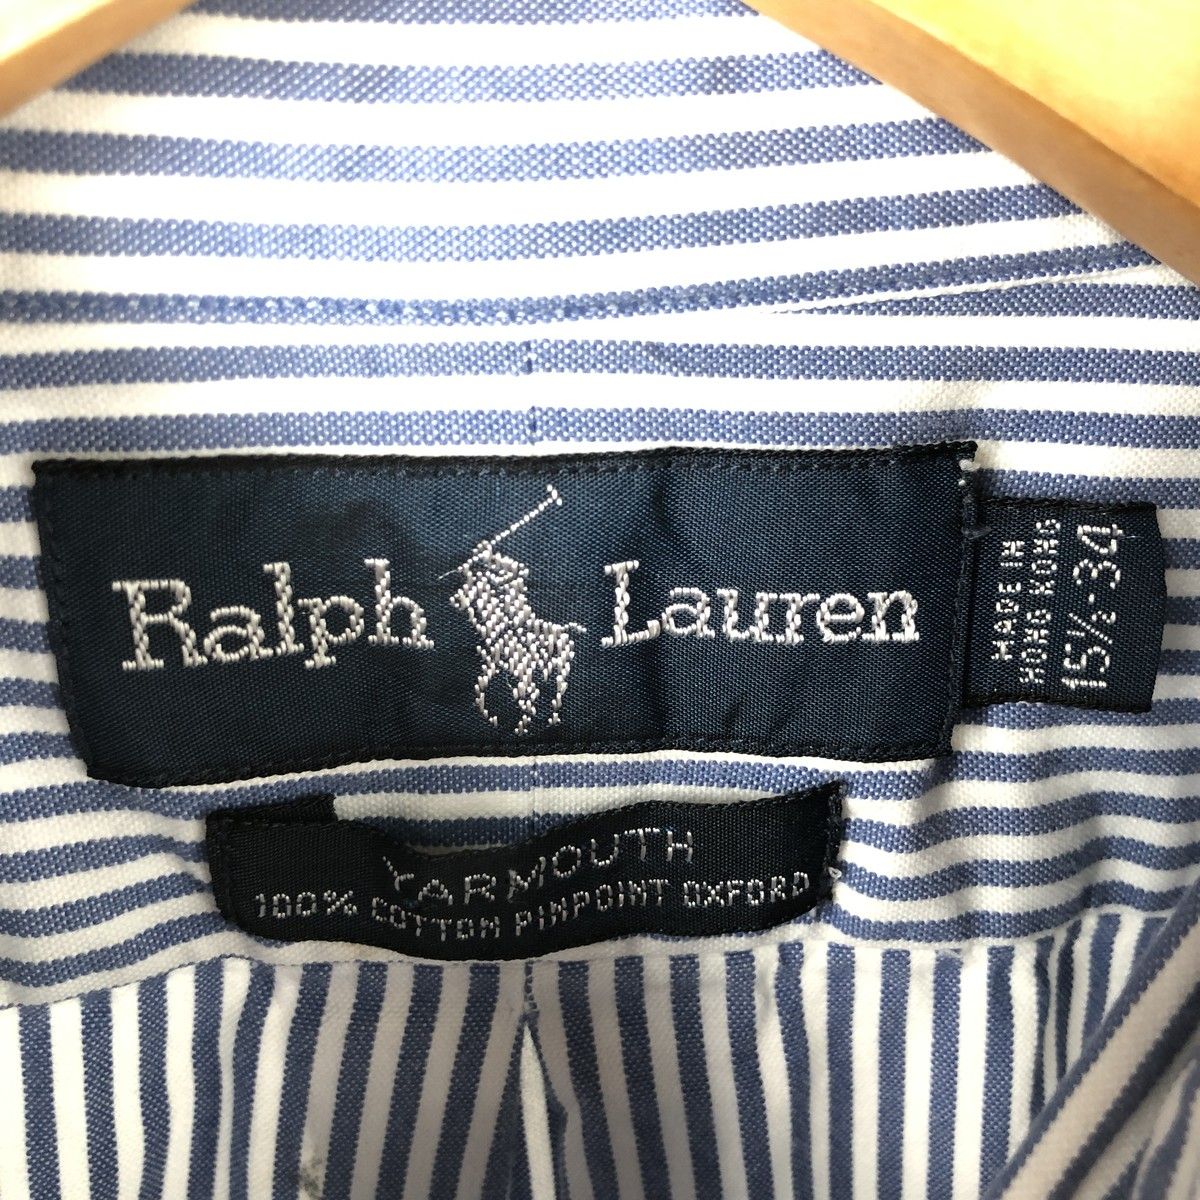 Ralph Lauren
MADE IN
HONG KONG
15½-34
YARMOUTH
100% COTTON PINPOINT OXFORD